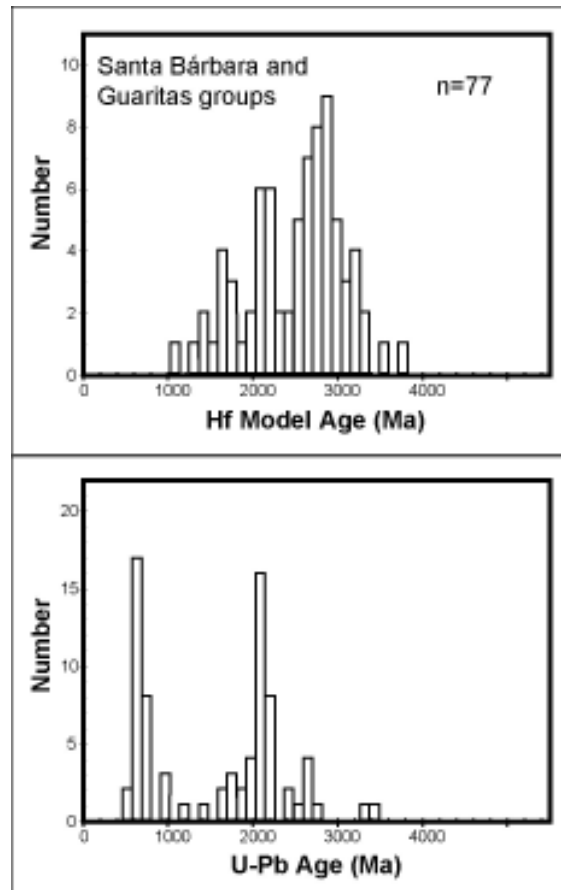 Santa Bárbara and
Guaritas groups
n=77
10
8
6
4
2
0
Number
0 1000 2000 3000 4000
Hf Model Age (Ma)
20
15
10
5
0
Number
0 1000 2000 3000 4000
U-Pb Age (Ma)